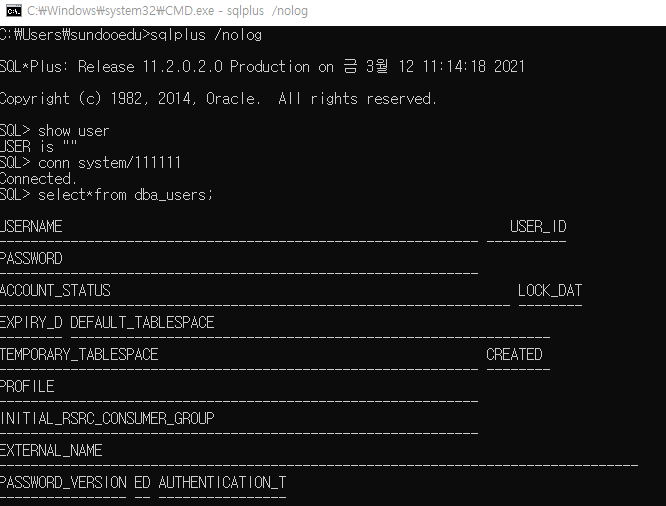 C:₩Windows₩system32₩CMD.exe - sqlplus /nolog
C:₩Users₩sundooedu>sqlplus /nolog
SQL*Plus: Release 11.2.0.2.0 Production on 금 3월 12 11:14:18 2021
Copyright (c) 1982, 2014, Oracle.  All rights reserved.
SQL> show user
USER is ""
SQL> conn system/111111
Connected.
SQL> select*from dba_users;
USERNAME USER_ID
------------------------------------------------------------ ----------
PASSWORD
------------------------------------------------------------
ACCOUNT_STATUS LOCK_DAT
---------------------------------------------------------------- --------
EXPIRY_D DEFAULT_TABLESPACE
-------- ------------------------------------------------------------
TEMPORARY_TABLESPACE CREATED
------------------------------------------------------------ --------
PROFILE
------------------------------------------------------------
INITIAL_RSRC_CONSUMER_GROUP
------------------------------------------------------------
EXTERNAL_NAME
--------------------------------------------------------------------------------
PASSWORD_VERSION ED AUTHENTICATION_T
---------------- -- ----------------